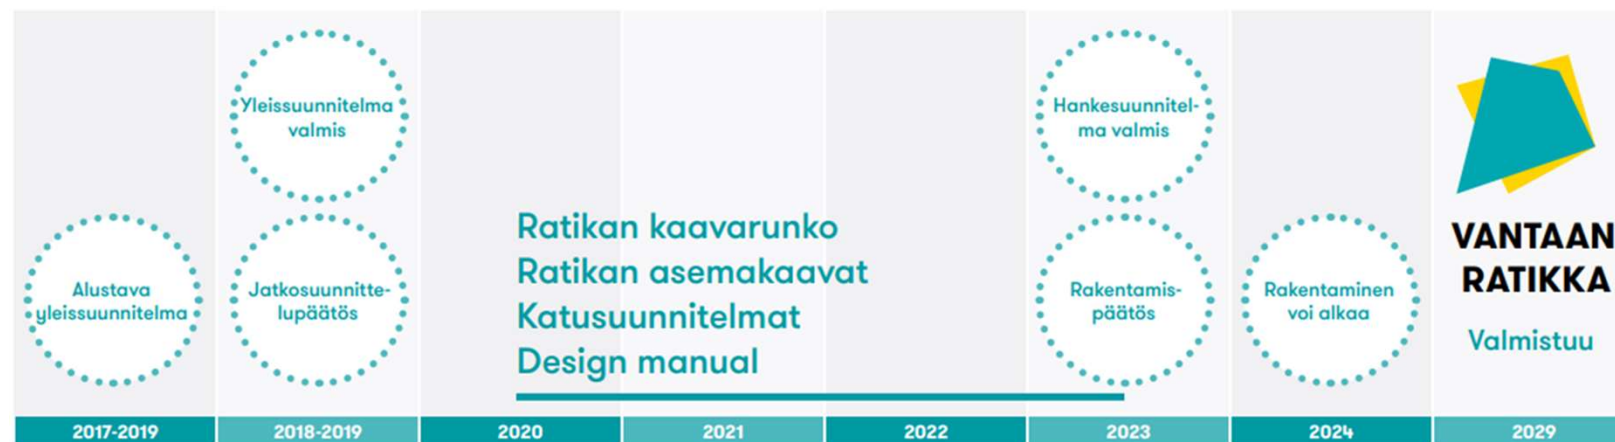 Alustava
yleissuunnitelma
Yleissuunnitelma
valmis
Jatkosuunnitte-
lupäätös
Ratikan kaavarunko
Ratikan asemakaavat
Katusuunnitelmat
Design manual
Hankesuunnitel-
ma valmis
Rakentamis-
päätös
Rakentaminen
voi alkaa
VANTAAN
RATIKKA
Valmistuu
2017-2019
2018-2019
2020
2021
2022
2023
2024
2029